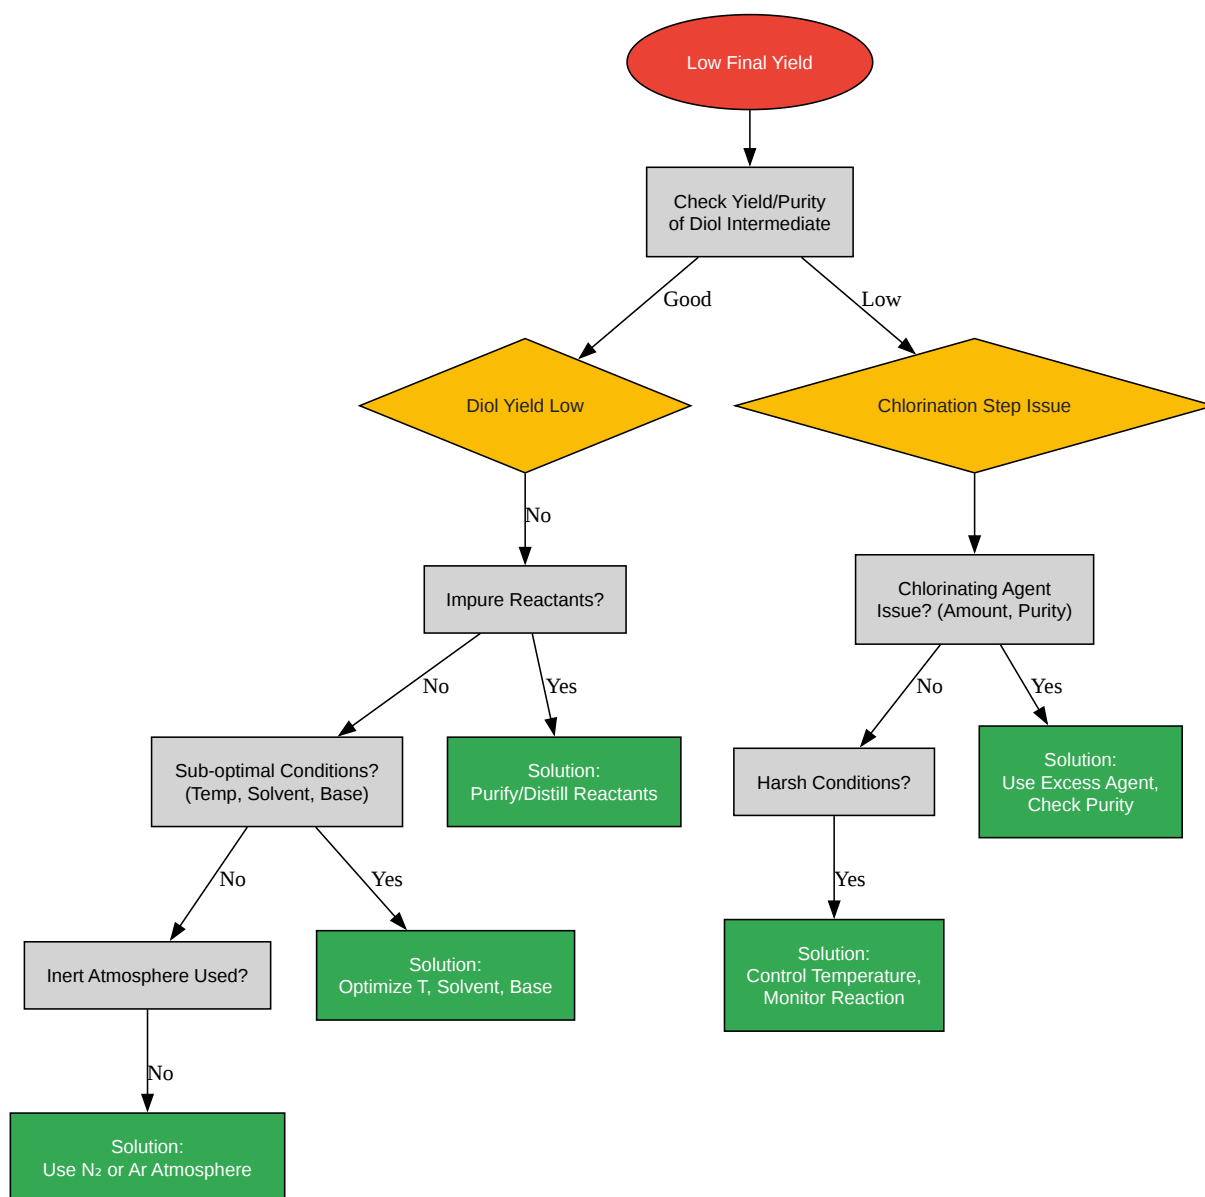 Low Final Yield
Check Yield/Purity
of Diol Intermediate
Good
Low
Diol Yield Low
Chlorination Step Issue
No
Impure Reactants?
Chlorinating Agent
Issue? (Amount, Purity)
No
Yes
No
Yes
Sub-optimal Conditions?
(Temp, Solvent, Base)
Solution:
Purify/Distill Reactants
Harsh Conditions?
Solution:
Use Excess Agent,
Check Purity
No
Yes
Yes
Inert Atmosphere Used?
Solution:
Optimize T, Solvent, Base
Solution:
Control Temperature,
Monitor Reaction
No
Solution:
Use N₂ or Ar Atmosphere